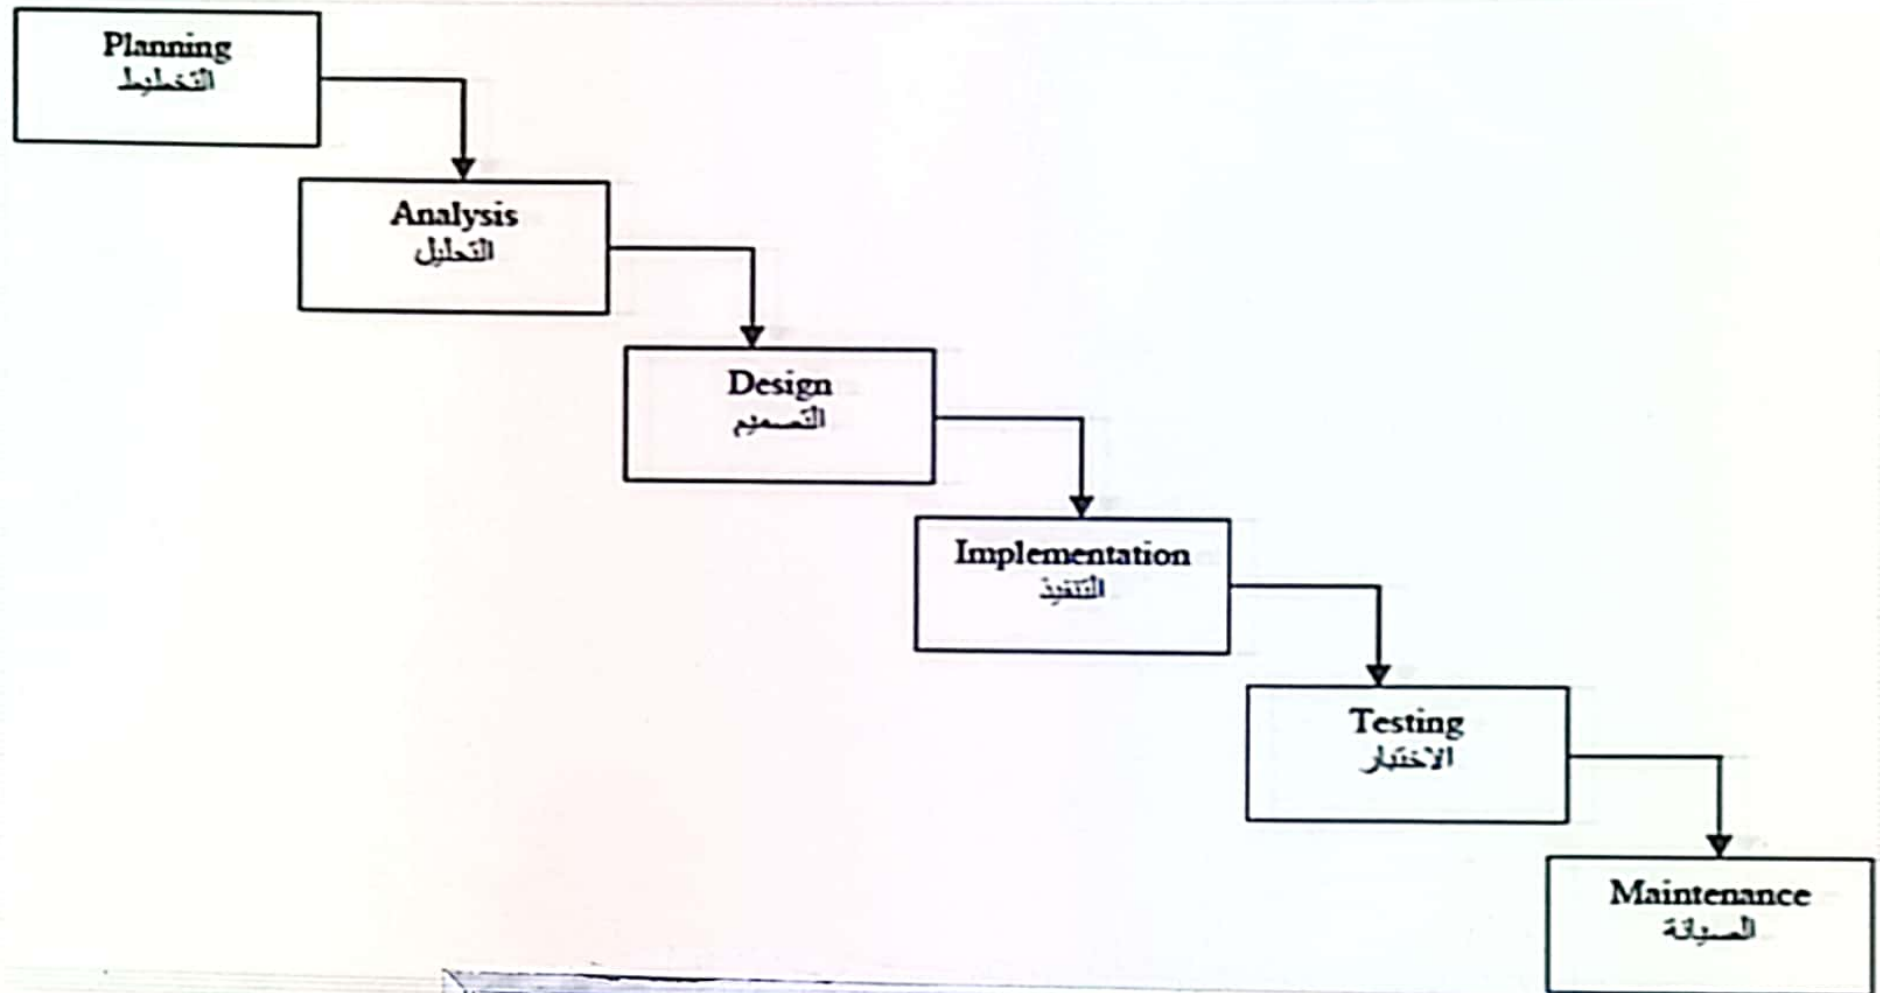 Planning
التخطيط
Analysis
التحليل
Design
التصميم
Implementation
التنفيذ
Testing
الاختبار
Maintenance
الصيانة